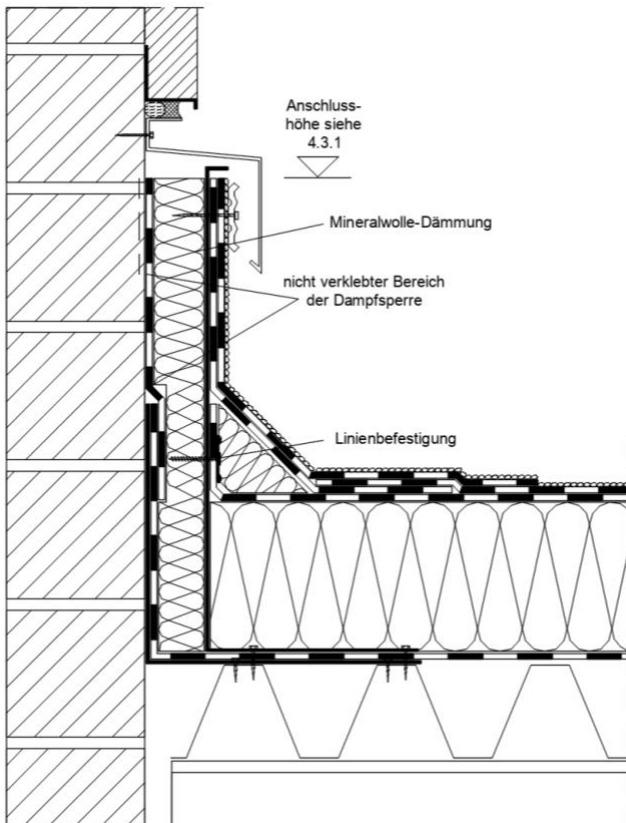 Anschluss-
höhe siehe
4.3.1
Mineralwolle-Dämmung
nicht verklebter Bereich
der Dampfsperre
Linienbefestigung